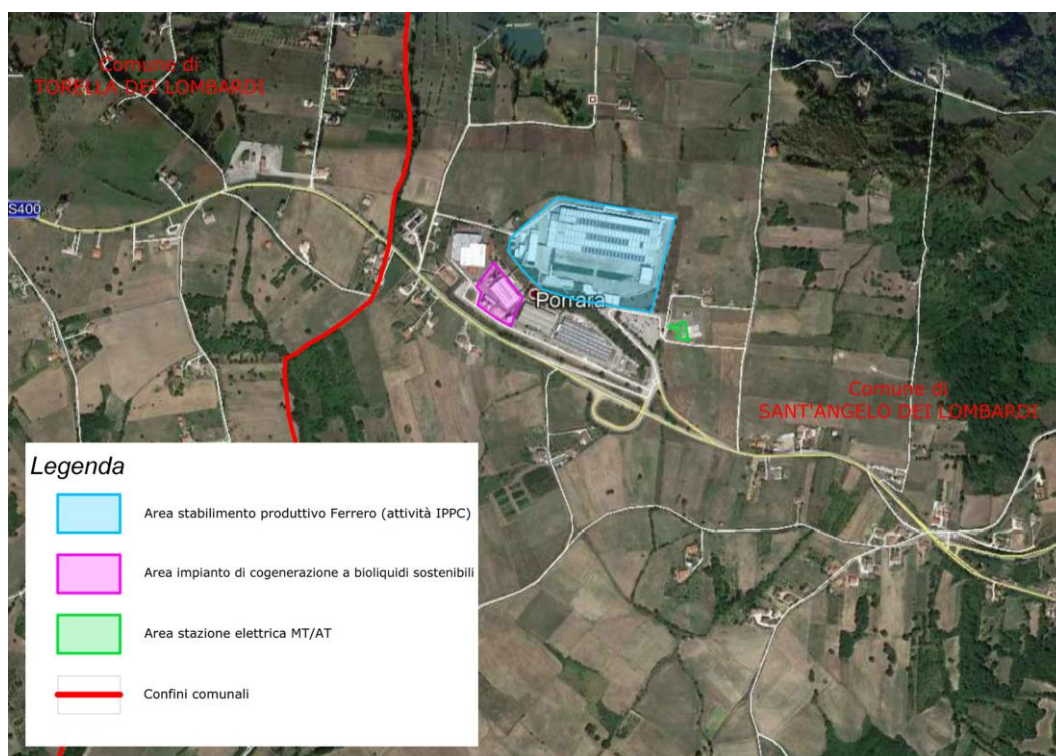 Comune di
TORELLA DEI LOMBARDI
S400
Porrara
Comune di
SANT'ANGELO DEI LOMBARDI
Legenda
Area stabilimento produttivo Ferrero (attività IPPC)
Area impianto di cogenerazione a bioliquidi sostenibili
Area stazione elettrica MT/AT
Confini comunali